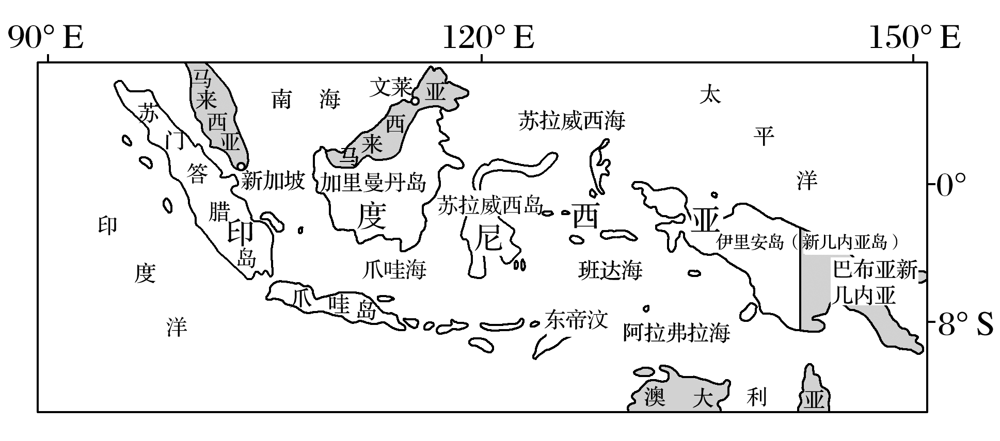 90° E
120° E
150° E
马来西亚
文莱
马来西亚
南海
太平洋
苏拉威西海
苏门答腊岛
新加坡
加里曼丹岛
0°
苏拉威西岛
印度尼西亚
印度洋
伊里安岛（新几内亚岛）
爪哇海
班达海
巴布亚新
几内亚
爪哇岛
东帝汶
阿拉弗拉海
8° S
澳大利亚